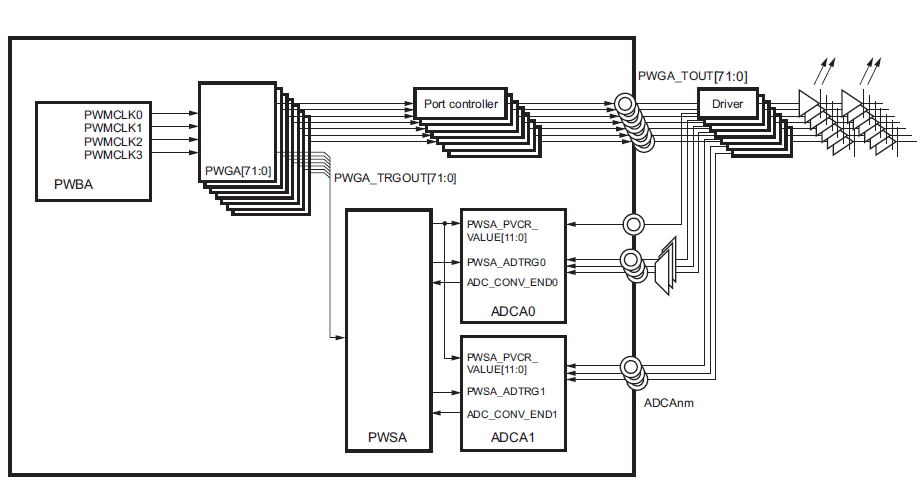 PWGA_TOUT[71:0]
Port controller
Driver
PWMCLK0
PWMCLK1
PWMCLK2
PWMCLK3
PWBA
PWGA[71:0]
PWGA_TRGOUT[71:0]
PWSA_PVCR_
VALUE[11:0]
PWSA_ADTRG0
ADC_CONV_END0
ADCA0
PWSA_PVCR_
VALUE[11:0]
PWSA_ADTRG1
ADC_CONV_END1
ADCA1
PWSA
ADCAnm